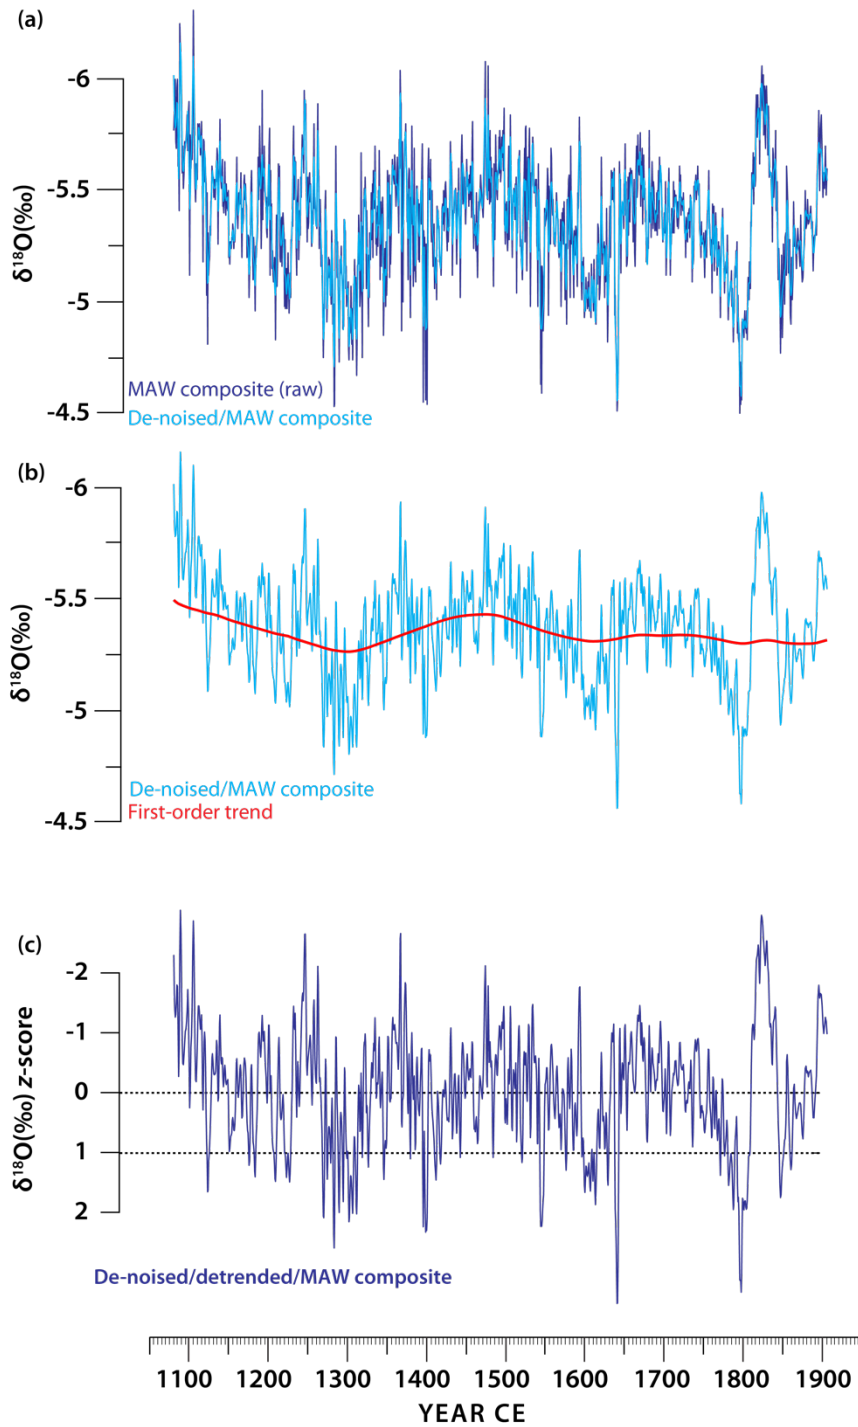 (a)
-6
-5.5
-5
-4.5
δ¹⁸O(‰)
MAW composite (raw)
De-noised/MAW composite
(b)
-6
-5.5
-5
-4.5
δ¹⁸O(‰)
De-noised/MAW composite
First-order trend
(c)
-2
-1
0
1
2
δ¹⁸O(‰) z-score
De-noised/detrended/MAW composite
1100 1200 1300 1400 1500 1600 1700 1800 1900
YEAR CE